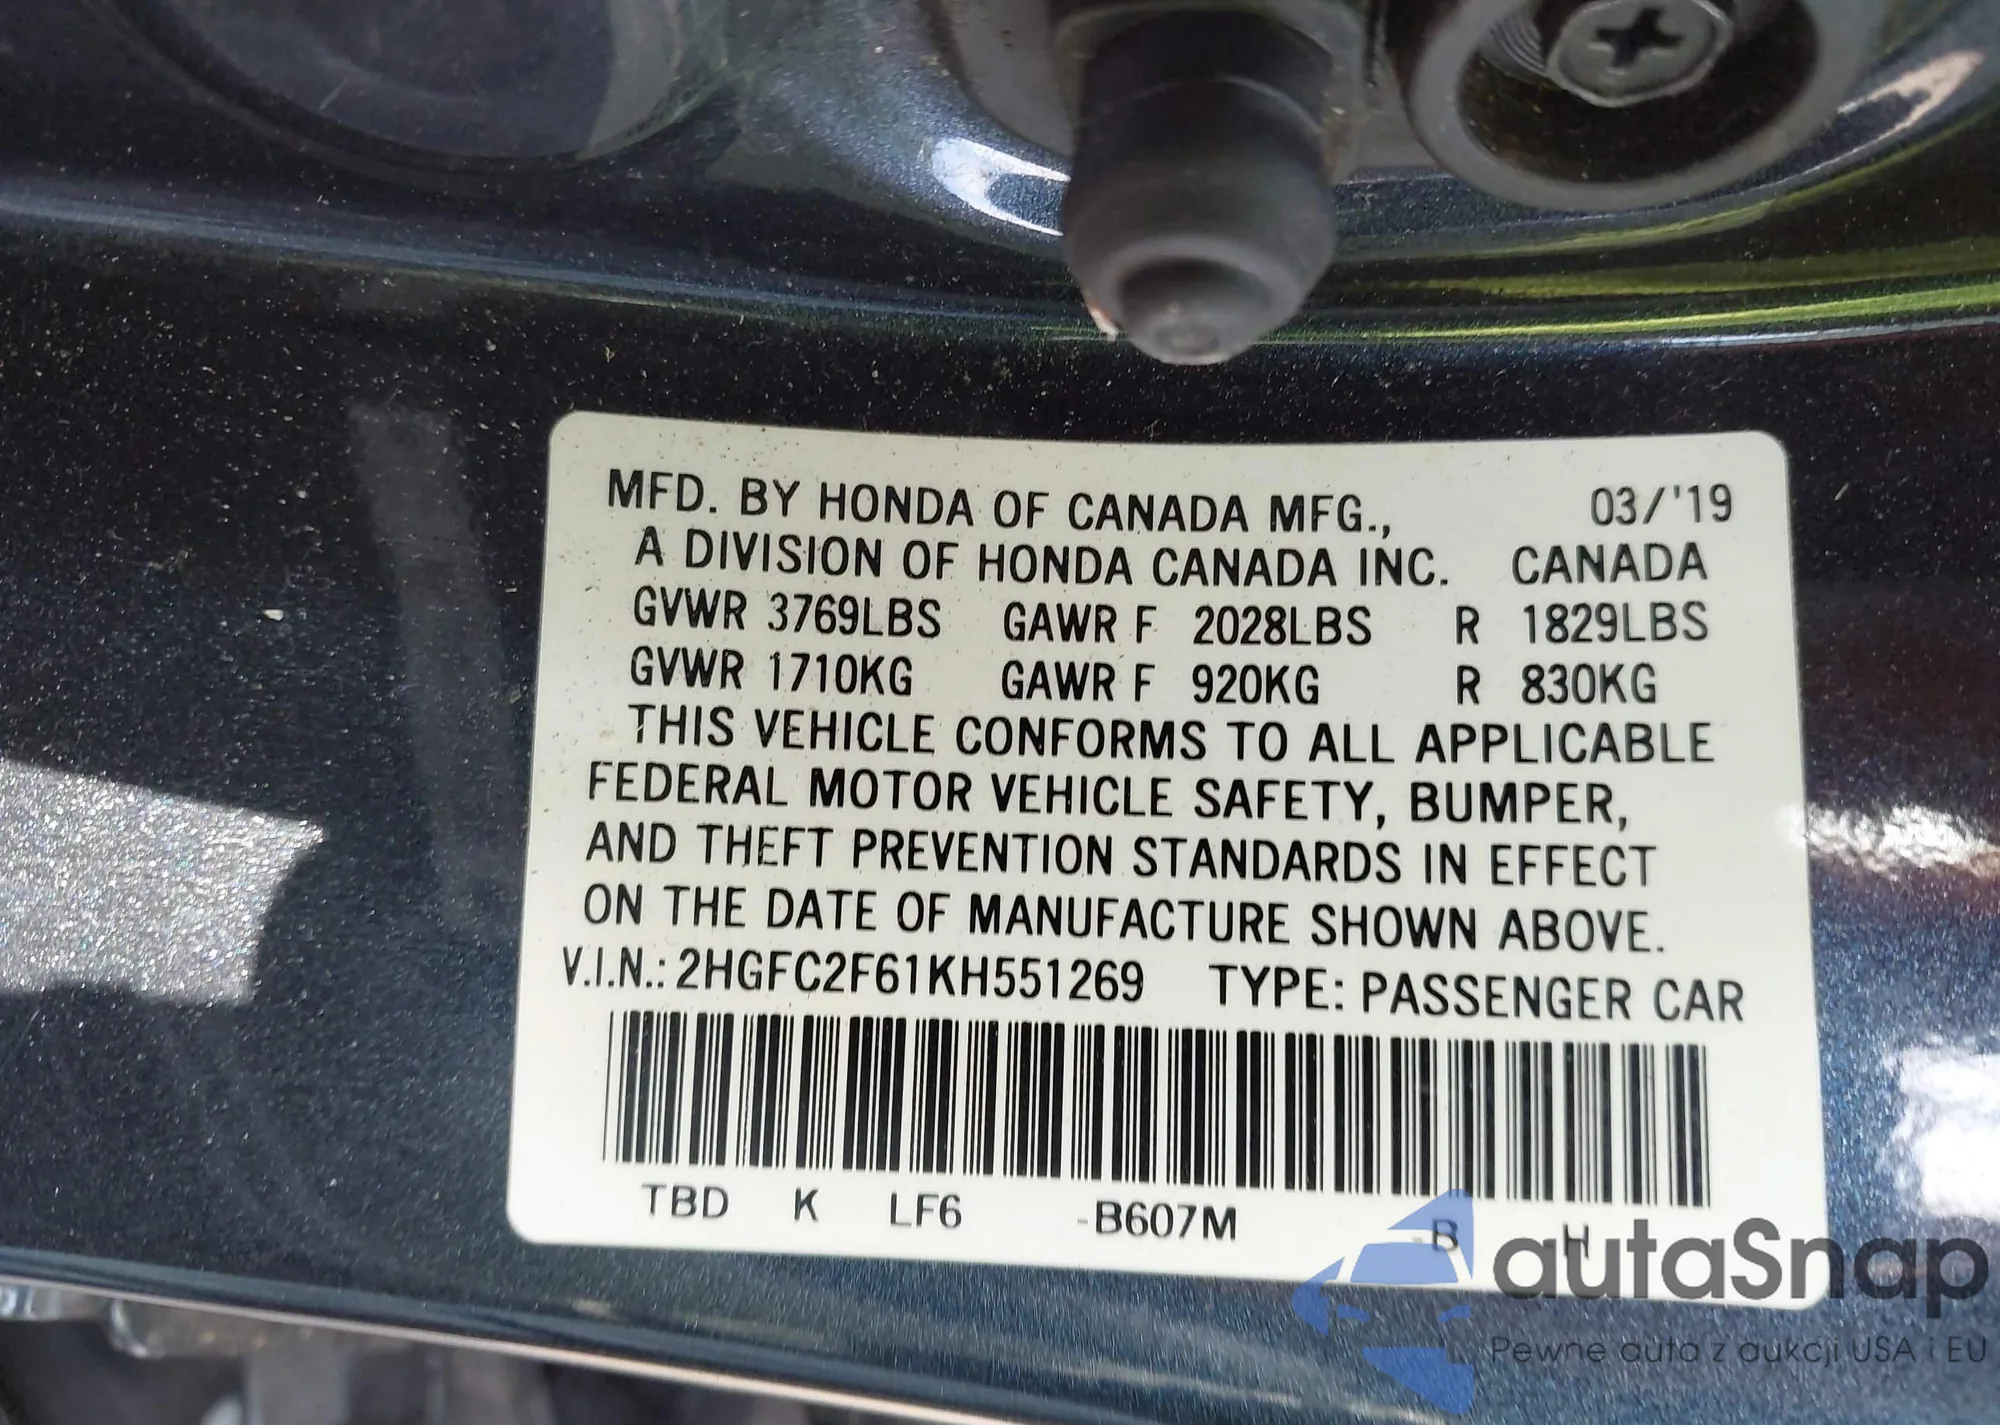 MFD. BY HONDA OF CANADA MFG., 03/'19
A DIVISION OF HONDA CANADA INC. CANADA
GVWR 3769LBS GAWR F 2028LBS R 1829LBS
GVWR 1710KG GAWR F 920KG R 830KG
THIS VEHICLE CONFORMS TO ALL APPLICABLE
FEDERAL MOTOR VEHICLE SAFETY, BUMPER,
AND THEFT PREVENTION STANDARDS IN EFFECT
ON THE DATE OF MANUFACTURE SHOWN ABOVE.
V.I.N.: 2HGFC2F61KH551269 TYPE: PASSENGER CAR
TBD K LF6 -B607M -B -H
autaSnap
Pewne auta z aukcji USA i EU